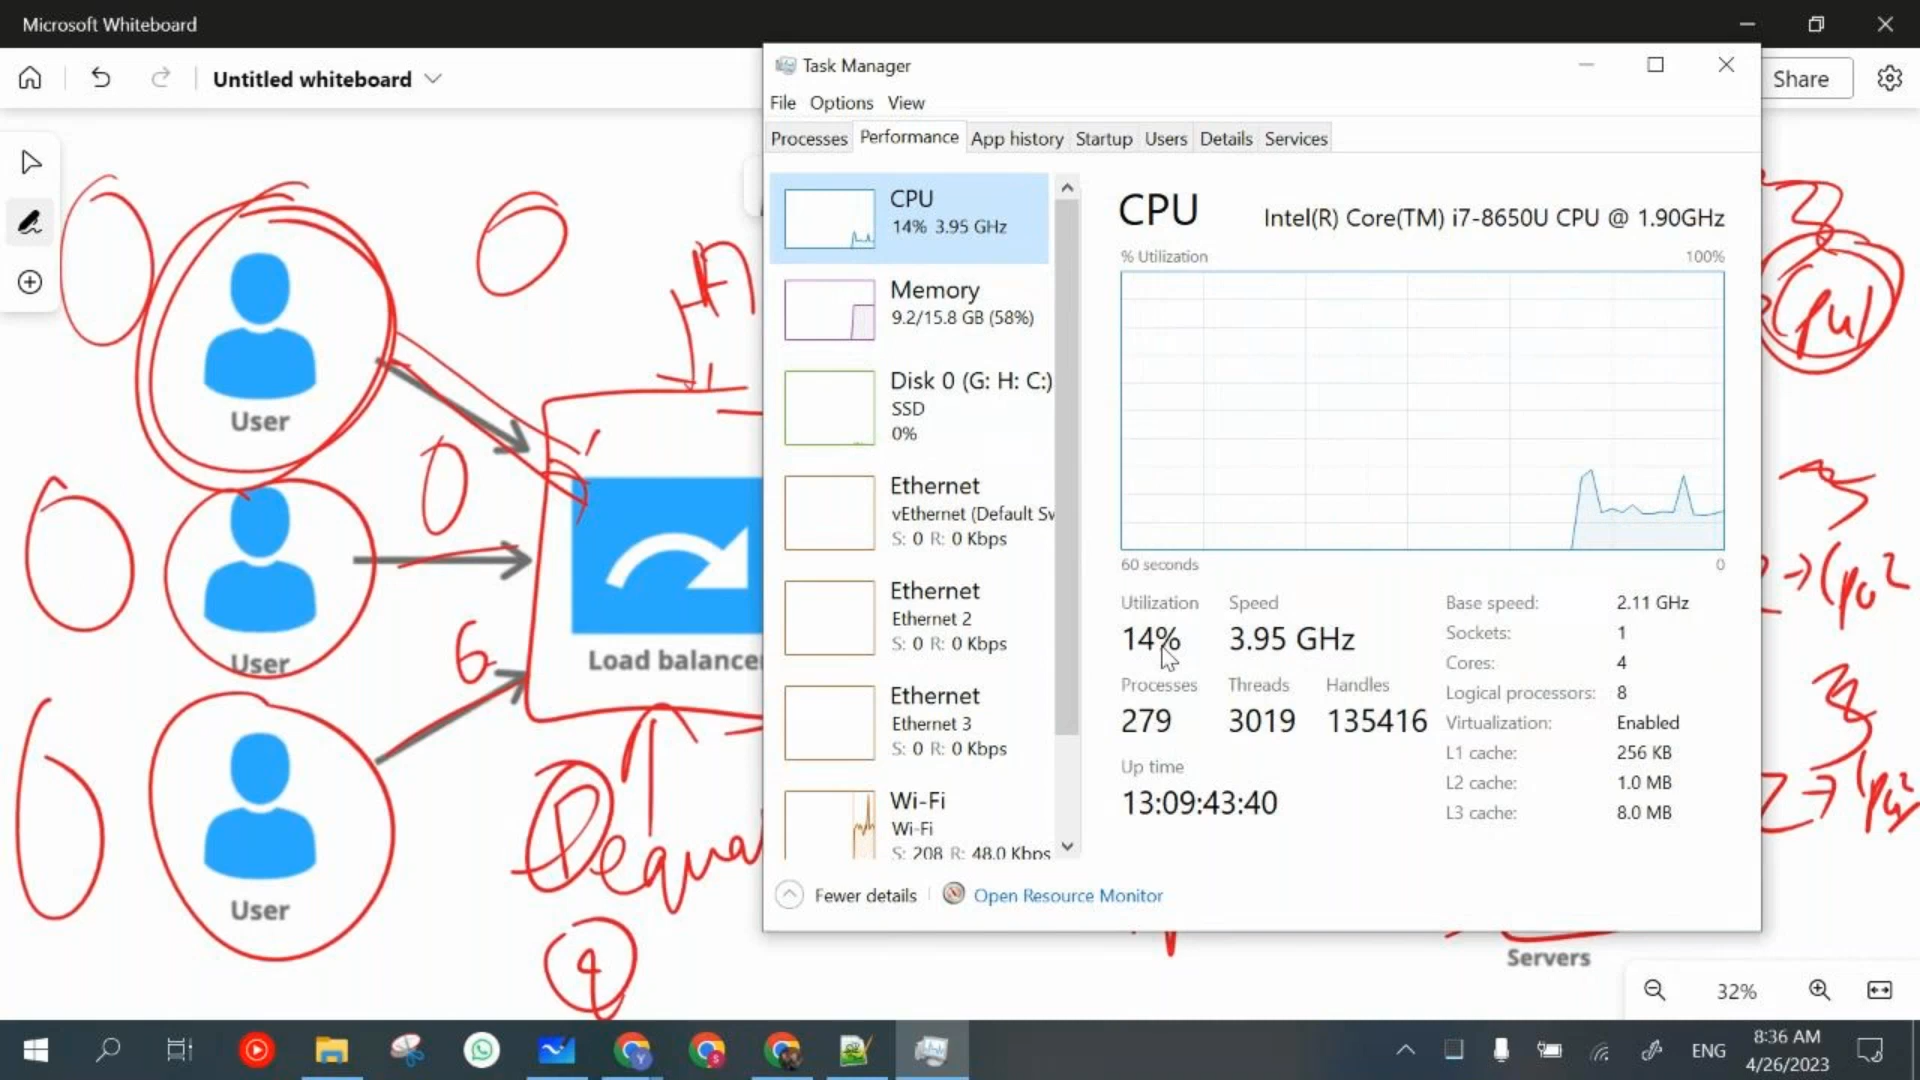 Microsoft Whiteboard
Untitled whiteboard
Share
Task Manager
File Options View
Processes Performance App history Startup Users Details Services
CPU
14% 3.95 GHz
Memory
9.2/15.8 GB (58%)
Disk 0 (G: H: C:)
SSD
0%
Ethernet
vEthernet (Default Sw
S: 0 R: 0 Kbps
Ethernet
Ethernet 2
S: 0 R: 0 Kbps
Ethernet
Ethernet 3
S: 0 R: 0 Kbps
Wi-Fi
Wi-Fi
S: 208 R: 48.0 Kbps
CPU Intel(R) Core(TM) i7-8650U CPU @ 1.90GHz
% Utilization 100%
60 seconds 0
Utilization Speed
14% 3.95 GHz
Processes Threads Handles
279 3019 135416
Up time
13:09:43:40
Base speed: 2.11 GHz
Sockets: 1
Cores: 4
Logical processors: 8
Virtualization: Enabled
L1 cache: 256 KB
L2 cache: 1.0 MB
L3 cache: 8.0 MB
Fewer details Open Resource Monitor
User
User
User
Load balancer
Servers
32%
ENG
8:36 AM
4/26/2023